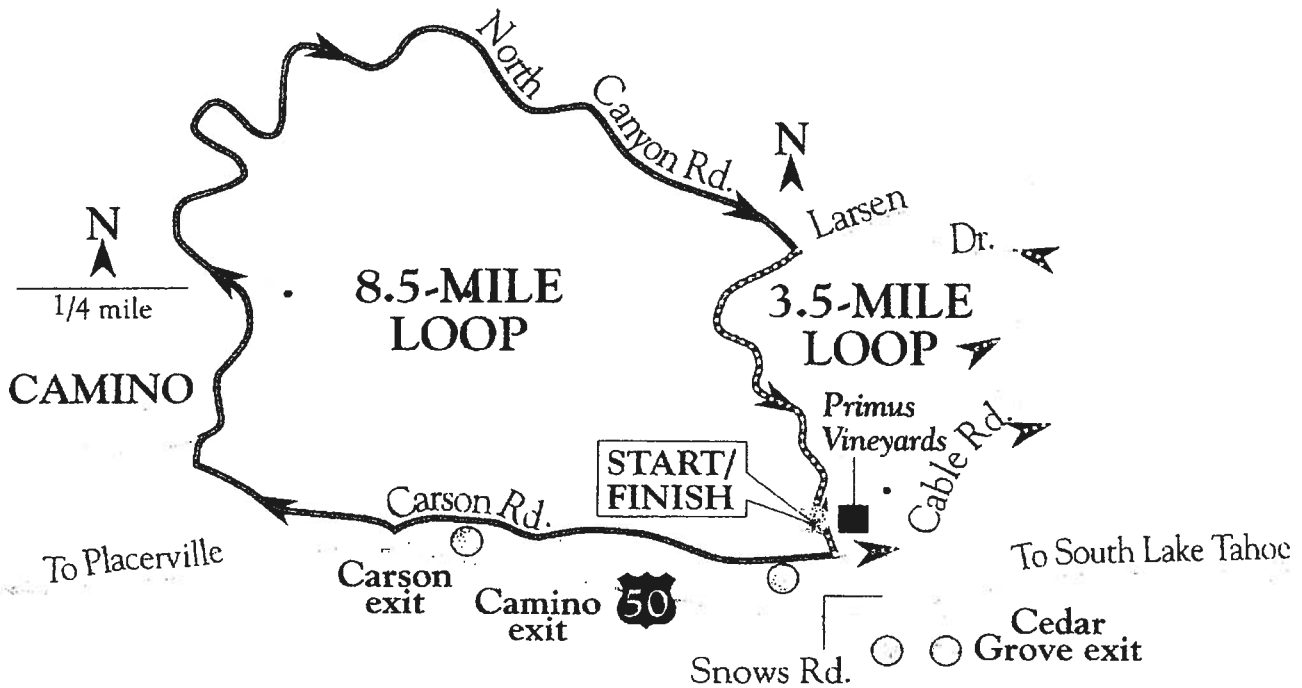 North
Canyon Rd.
N
Larsen
Dr.
N
1/4 mile
8.5-MILE
LOOP
3.5-MILE
LOOP
CAMINO
Primus
Vineyards
Cable Rd.
START/
FINISH
Carson Rd.
To Placerville
Carson
exit
Camino
exit
50
To South Lake Tahoe
Cedar
Grove exit
Snows Rd.